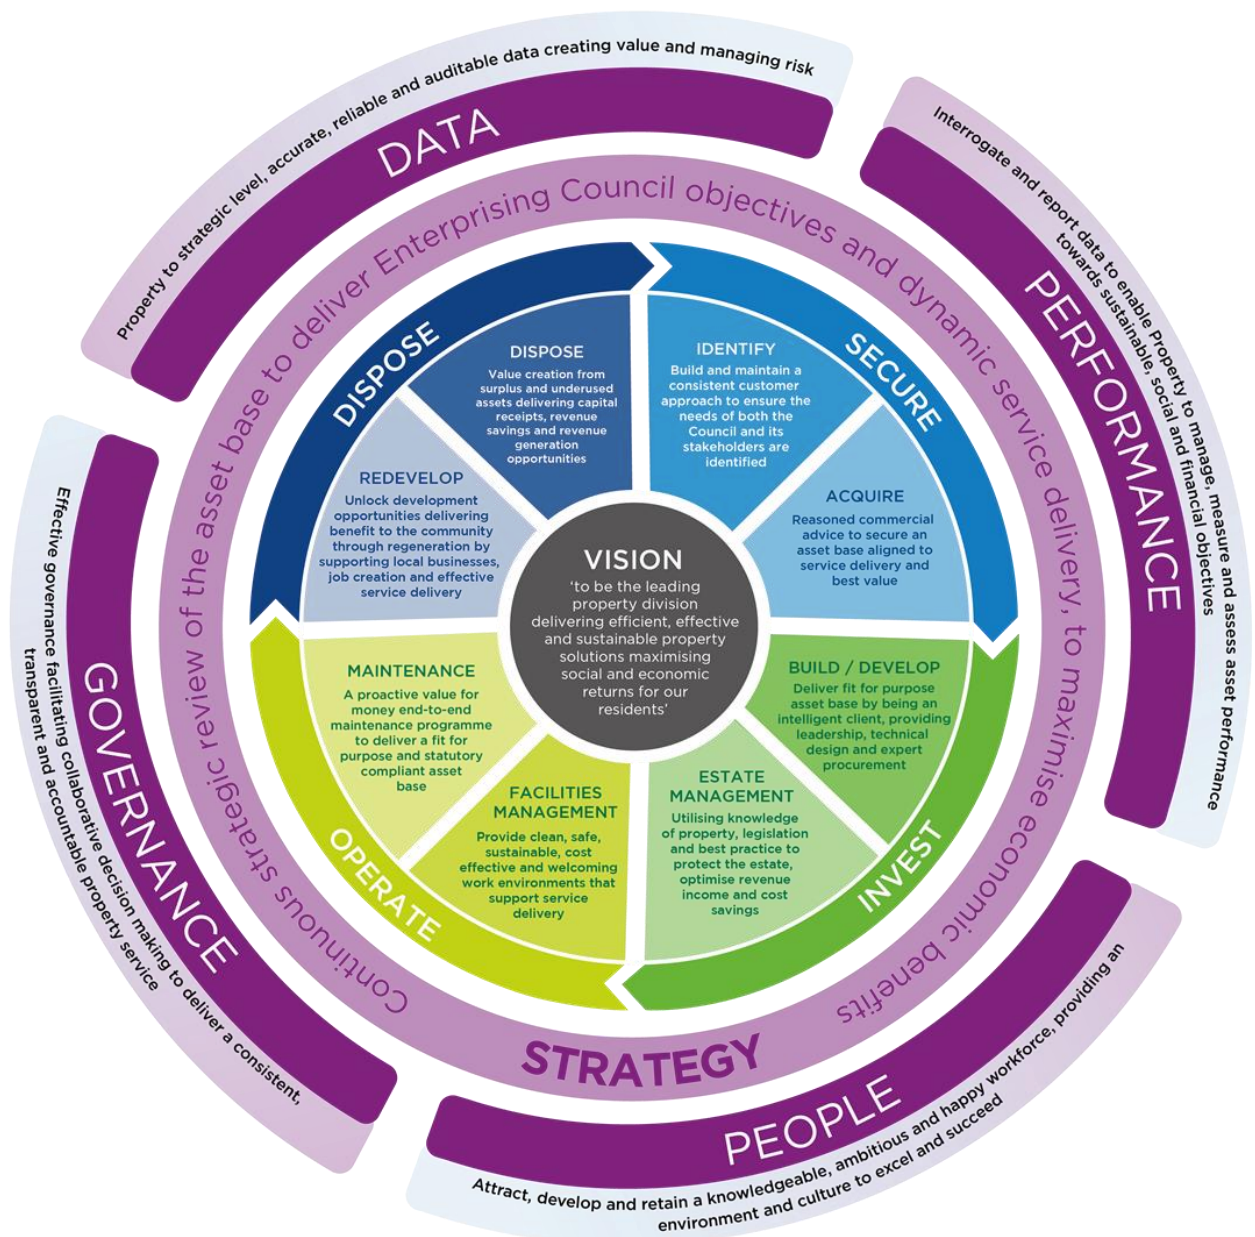 Property to strategic level, accurate, reliable and auditable data creating value and managing risk
DATA
Interrogate and report data to enable Property to manage, measure and assess asset performance
towards sustainable, social and financial objectives
PERFORMANCE
Attract, develop and retain a knowledgeable, ambitious and happy workforce, providing an
environment and culture to excel and succeed
PEOPLE
Effective governance facilitating collaborative decision making to deliver a consistent,
transparent and accountable property service
GOVERNANCE
Continuous strategic review of the asset base to deliver Enterprising Council objectives and dynamic service delivery, to maximise economic benefits
STRATEGY
SECURE
IDENTIFY
Build and maintain a
consistent customer
approach to ensure the
needs of both the
Council and its
stakeholders are
identified
ACQUIRE
Reasoned commercial
advice to secure an
asset base aligned to
service delivery and
best value
INVEST
BUILD / DEVELOP
Deliver fit for purpose
asset base by being an
intelligent client, providing
leadership, technical
design and expert
procurement
ESTATE
MANAGEMENT
Utilising knowledge
of property, legislation
and best practice to
protect the estate,
optimise revenue
income and cost
savings
OPERATE
FACILITIES
MANAGEMENT
Provide clean, safe,
sustainable, cost
effective and welcoming
work environments that
support service
delivery
MAINTENANCE
A proactive value for
money end-to-end
maintenance programme
to deliver a fit for
purpose and statutory
compliant asset
base
DISPOSE
REDEVELOP
Unlock development
opportunities delivering
benefit to the community
through regeneration by
supporting local businesses,
job creation and effective
service delivery
DISPOSE
Value creation from
surplus and underused
assets delivering capital
receipts, revenue
savings and revenue
generation
opportunities
VISION
‘to be the leading
property division
delivering efficient, effective
and sustainable property
solutions maximising
social and economic
returns for our
residents’